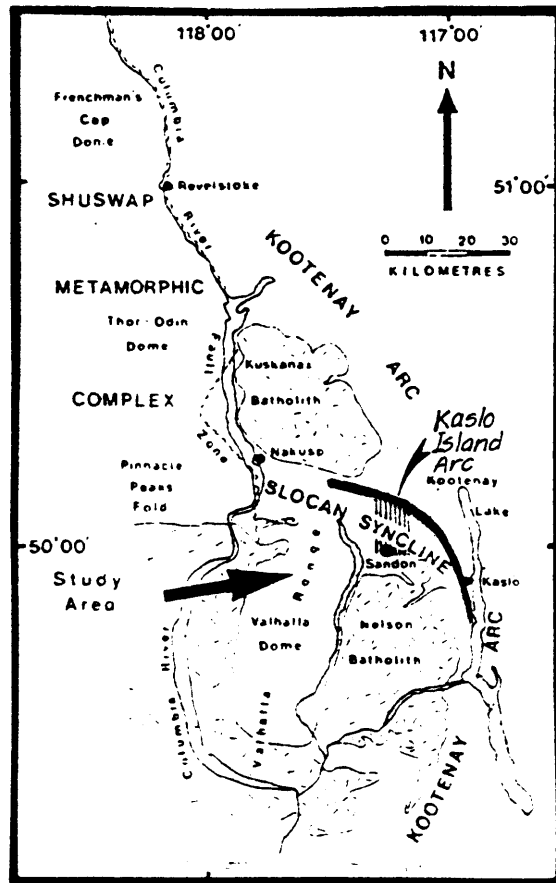 118°00'
117°00'
N
Frenchman's
Cap
Dome
Columbia
River
Revelstoke
51°00'
SHUSWAP
0 10 20 30
KILOMETRES
KOOTENAY
ARC
METAMORPHIC
Thor-Odin
Dome
Fault
Zone
Kuskanax
Batholith
COMPLEX
Kaslo
Island
Arc
Kootenay
Lake
Nakusp
Pinnacle
Peaks
Fold
SLOCAN SYNCLINE
50°00'
Sandon
Kaslo
Study
Area
Valhalla
Range
Valhalla
Dome
Nelson
Batholith
ARC
KOOTENAY
Columbia River